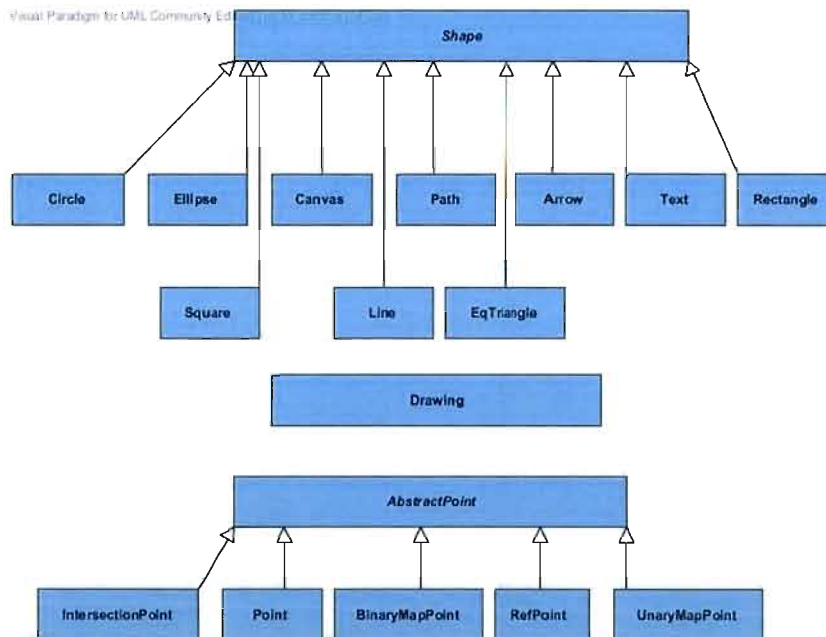 Visual Paradigm for UML Community
Shape
Circle
Ellipse
Canvas
Path
Arrow
Text
Rectangle
Square
Line
EqTriangle
Drawing
AbstractPoint
IntersectionPoint
Point
BinaryMapPoint
RefPoint
UnaryMapPoint